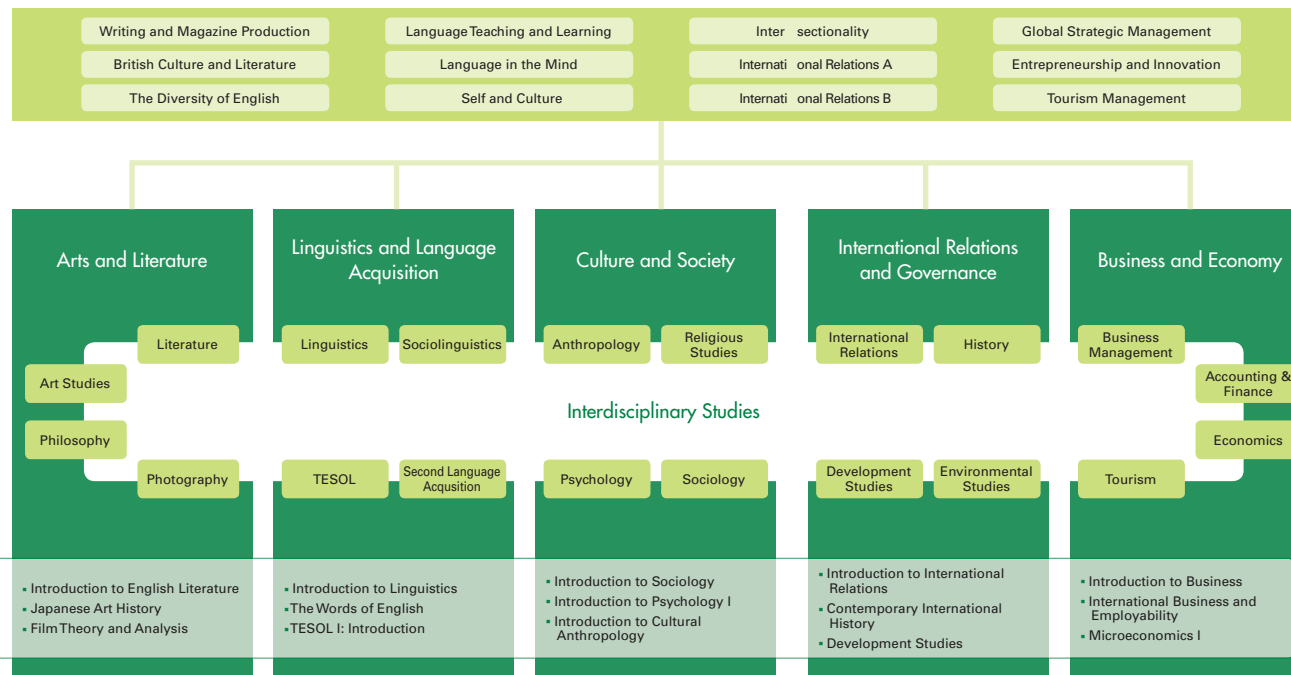 Writing and Magazine Production
British Culture and Literature
The Diversity of English
Language Teaching and Learning
Language in the Mind
Self and Culture
Inter sectionality
Internati onal Relations A
Internati onal Relations B
Global Strategic Management
Entrepreneurship and Innovation
Tourism Management
Arts and Literature
Linguistics and Language
Acquisition
Culture and Society
International Relations
and Governance
Business and Economy
Literature
Art Studies
Philosophy
Photography
Linguistics
Sociolinguistics
TESOL
Second Language
Acqusition
Anthropology
Religious
Studies
Psychology
Sociology
International
Relations
History
Development
Studies
Environmental
Studies
Business
Management
Accounting &
Finance
Economics
Tourism
Interdisciplinary Studies
▪ Introduction to English Literature
▪ Japanese Art History
▪ Film Theory and Analysis
▪ Introduction to Linguistics
▪ The Words of English
▪ TESOL I: Introduction
▪ Introduction to Sociology
▪ Introduction to Psychology I
▪ Introduction to Cultural
Anthropology
▪ Introduction to International
Relations
▪ Contemporary International
History
▪ Development Studies
▪ Introduction to Business
▪ International Business and
Employability
▪ Microeconomics I